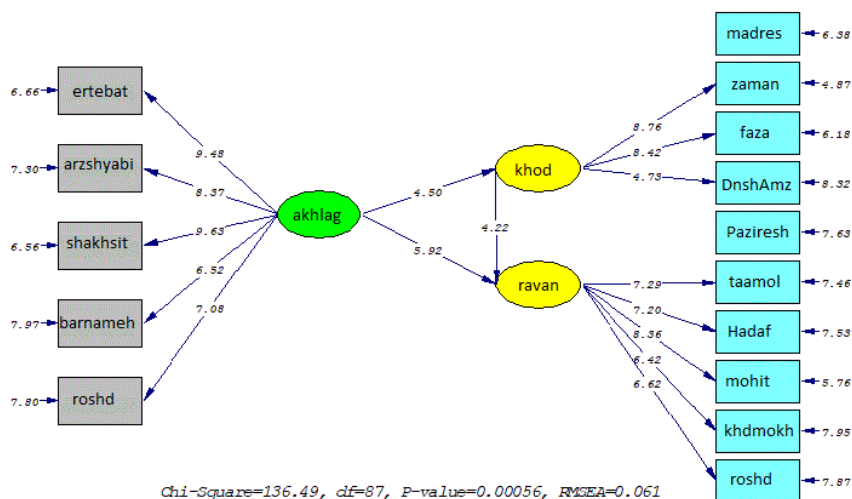 madres
6.38
6.66
ertebat
zaman
4.87
8.76
faza
6.18
9.48
8.42
7.30
arzshyabi
khod
4.73
DnshAmz
8.32
8.37
4.50
akhlag
shakhsit
6.56
9.63
4.22
Paziresh
7.63
5.92
6.52
ravan
7.29
taamol
7.46
7.08
7.20
7.97
barnameh
Hadaf
7.53
8.36
6.42
mohit
5.76
6.62
7.80
roshd
khdmokh
7.95
roshd
7.87
Chi-Square=136.49, df=87, P-value=0.00056, RMSEA=0.061